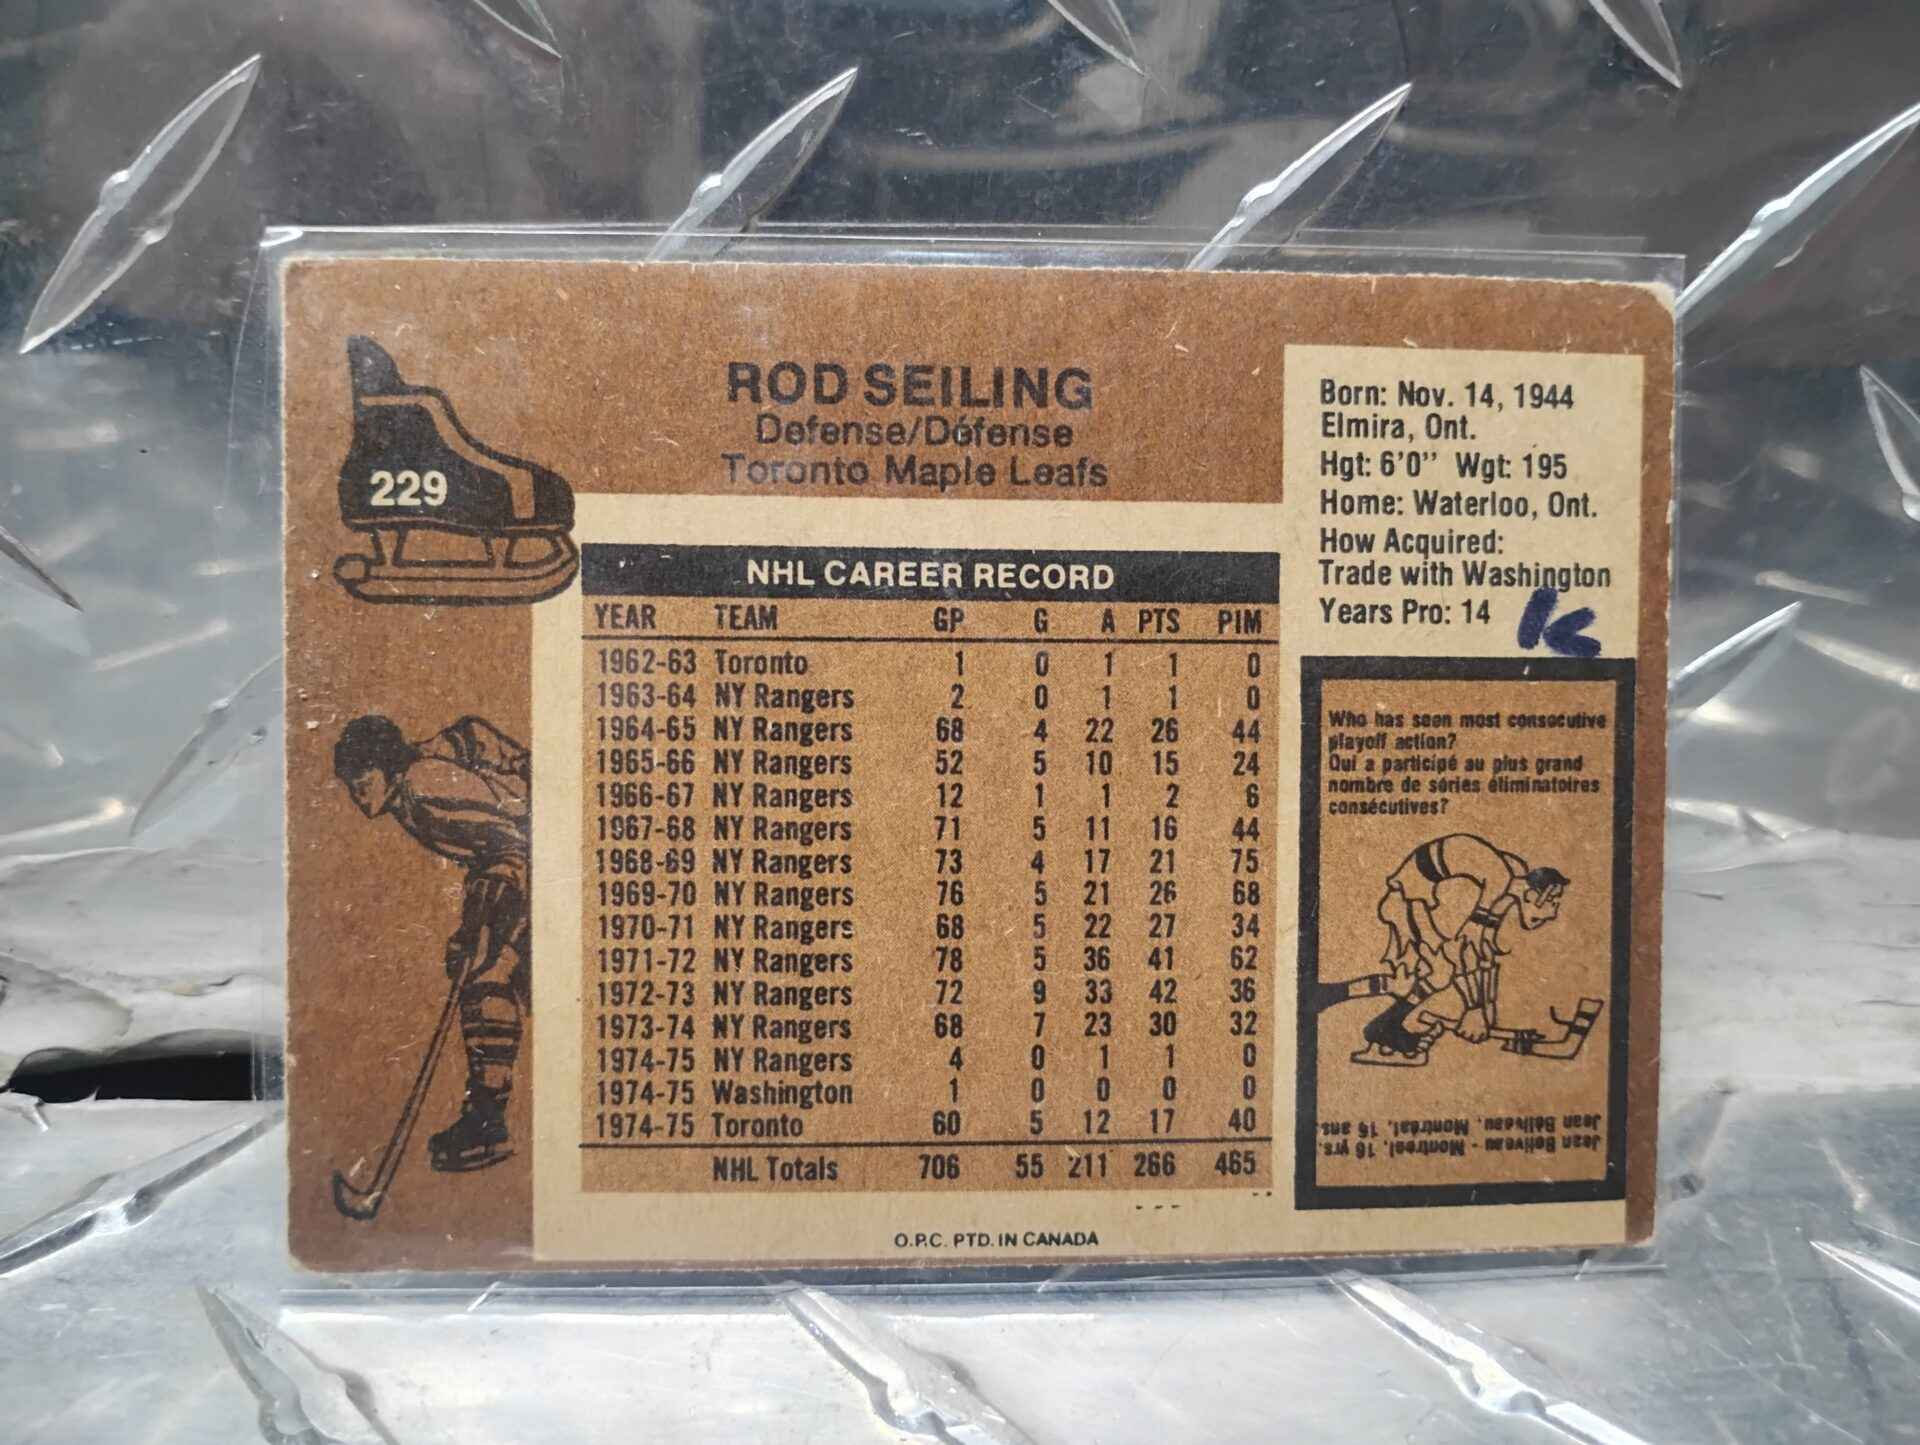 229
ROD SEILING
Defense/Défense
Toronto Maple Leafs
Born: Nov. 14, 1944
Elmira, Ont.
Hgt: 6'0" Wgt: 195
Home: Waterloo, Ont.
How Acquired:
Trade with Washington
Years Pro: 14
K
NHL CAREER RECORD
YEAR TEAM GP G A PTS PIM
1962-63 Toronto 1 0 1 1 0
1963-64 NY Rangers 2 0 1 1 0
1964-65 NY Rangers 68 4 22 26 44
1965-66 NY Rangers 52 5 10 15 24
1966-67 NY Rangers 12 1 1 2 6
1967-68 NY Rangers 71 5 11 16 44
1968-69 NY Rangers 73 4 17 21 75
1969-70 NY Rangers 76 5 21 26 68
1970-71 NY Rangers 68 5 22 27 34
1971-72 NY Rangers 78 5 36 41 62
1972-73 NY Rangers 72 9 33 42 36
1973-74 NY Rangers 68 7 23 30 32
1974-75 NY Rangers 4 0 1 1 0
1974-75 Washington 1 0 0 0 0
1974-75 Toronto 60 5 12 17 40
NHL Totals 706 55 211 266 465
Who has seen most consecutive
playoff action?
Qui a participé au plus grand
nombre de séries éliminatoires
consécutives?
Jean Beliveau - Montreal, 16 yrs.
Jean Béliveau, Montréal, 16 ans.
O.P.C. PTD. IN CANADA